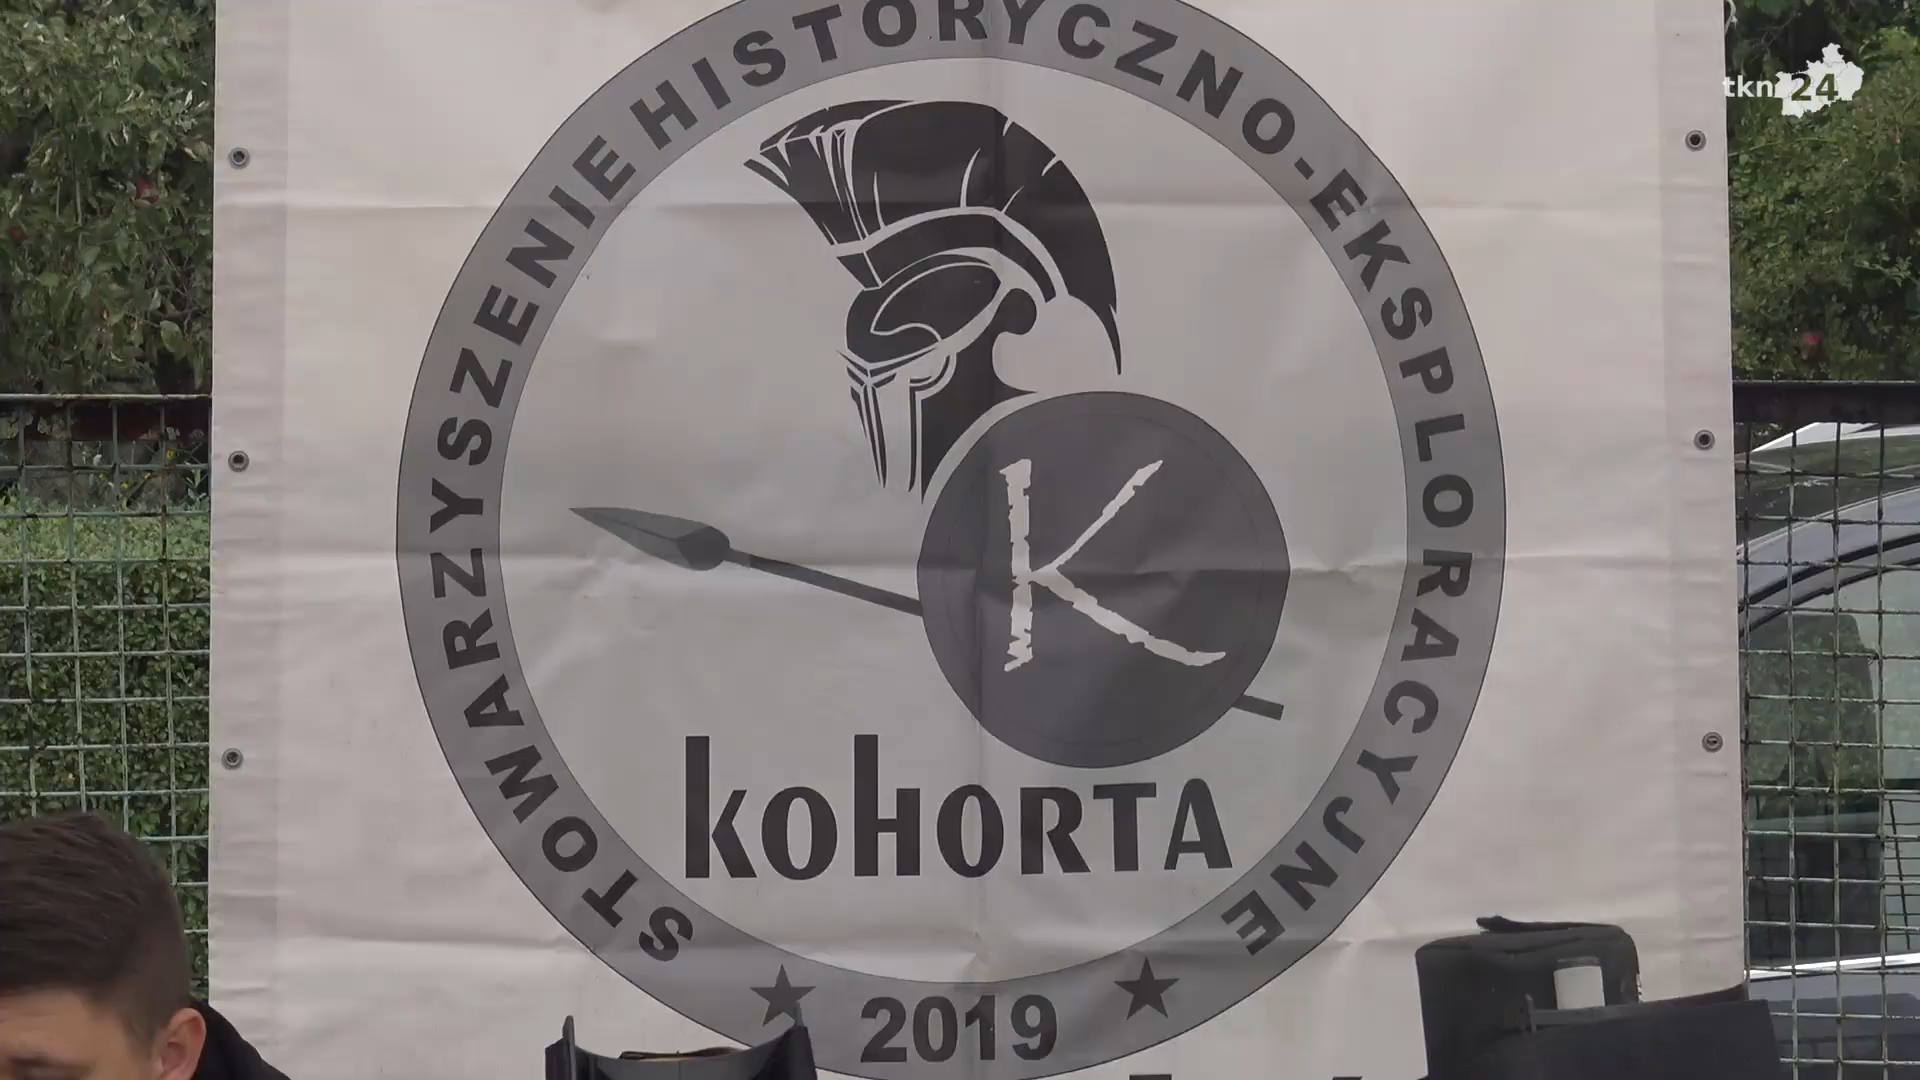 STOWARZYSZENIE HISTORYCZNO-EKSPLORACYJNE
tkn24
K
kohorta
★ 2019 ★